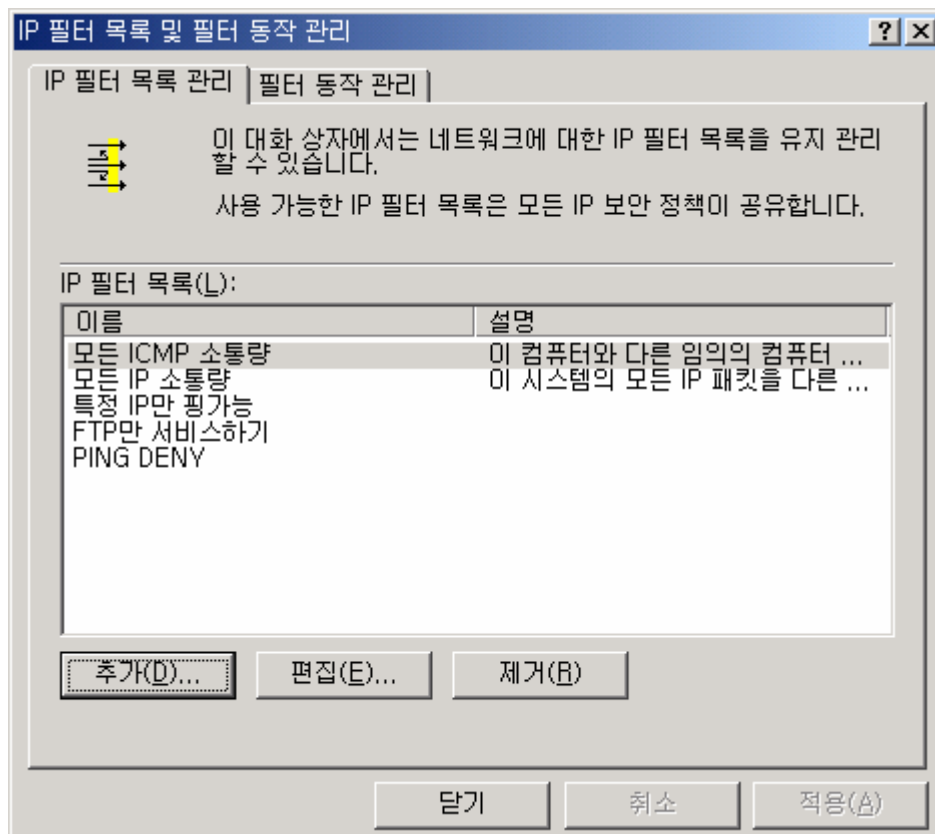 IP 필터 목록 및 필터 동작 관리
IP 필터 목록 관리 필터 동작 관리
이 대화 상자에서는 네트워크에 대한 IP 필터 목록을 유지 관리
할 수 있습니다.
사용 가능한 IP 필터 목록은 모든 IP 보안 정책이 공유합니다.
IP 필터 목록(L):
이름 설명
모든 ICMP 소통량 이 컴퓨터와 다른 임의의 컴퓨터 ...
모든 IP 소통량 이 시스템의 모든 IP 패킷을 다른 ...
특정 IP만 핑가능
FTP만 서비스하기
PING DENY
추가(D)... 편집(E)... 제거(R)
닫기 취소 적용(A)